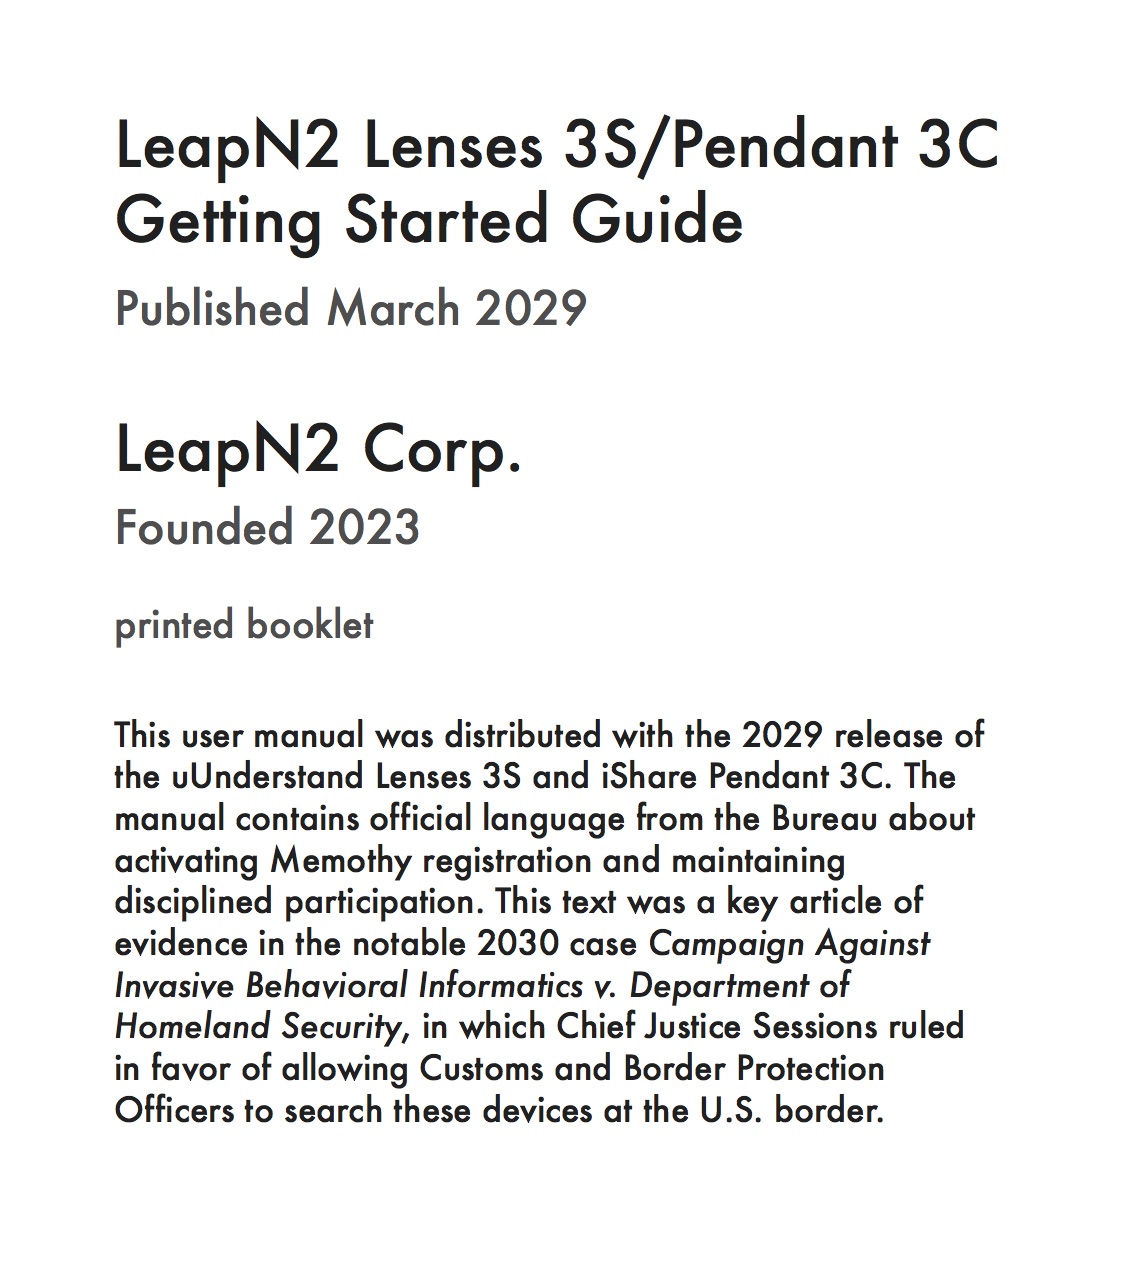 LeapN2 Lenses 3S/Pendant 3C
Getting Started Guide
Published March 2029
LeapN2 Corp.
Founded 2023
printed booklet
This user manual was distributed with the 2029 release of
the uUnderstand Lenses 3S and iShare Pendant 3C. The
manual contains official language from the Bureau about
activating Memothy registration and maintaining
disciplined participation. This text was a key article of
evidence in the notable 2030 case Campaign Against
Invasive Behavioral Informatics v. Department of
Homeland Security, in which Chief Justice Sessions ruled
in favor of allowing Customs and Border Protection
Officers to search these devices at the U.S. border.